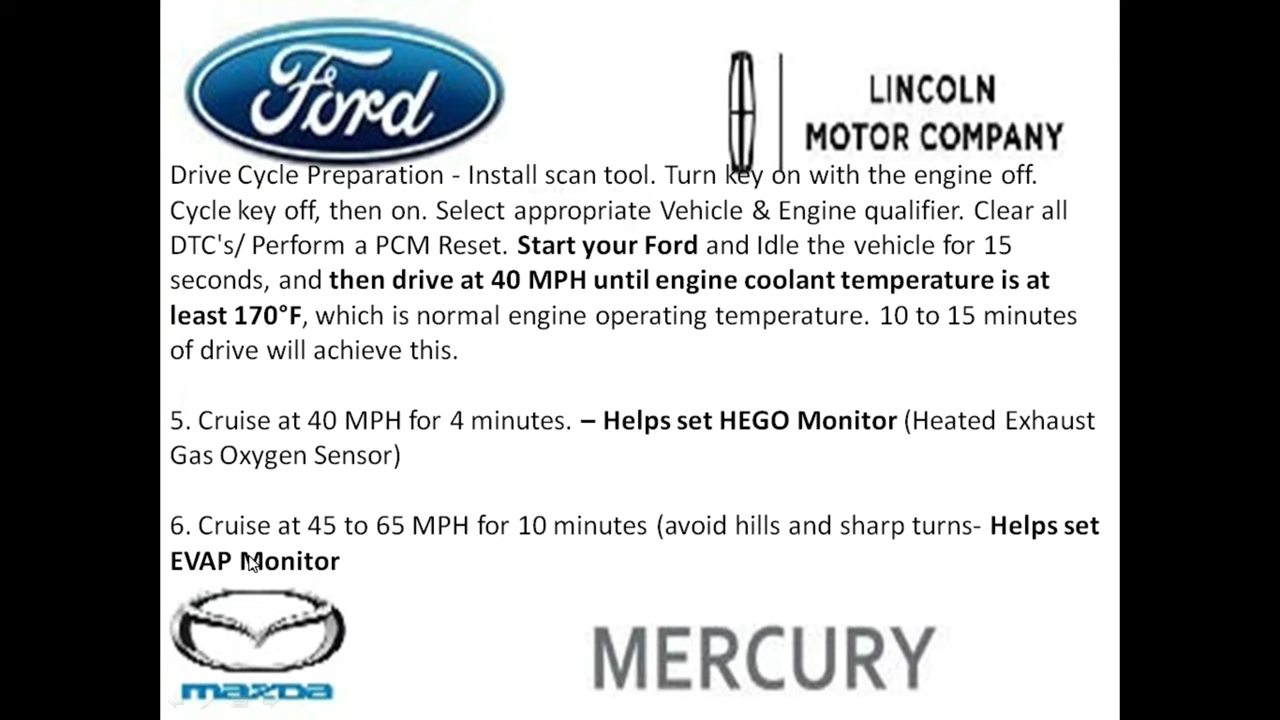 Ford
LINCOLN
MOTOR COMPANY
Drive Cycle Preparation - Install scan tool. Turn key on with the engine off.
Cycle key off, then on. Select appropriate Vehicle & Engine qualifier. Clear all
DTC's/ Perform a PCM Reset. Start your Ford and Idle the vehicle for 15
seconds, and then drive at 40 MPH until engine coolant temperature is at
least 170°F, which is normal engine operating temperature. 10 to 15 minutes
of drive will achieve this.
5. Cruise at 40 MPH for 4 minutes. – Helps set HEGO Monitor (Heated Exhaust
Gas Oxygen Sensor)
6. Cruise at 45 to 65 MPH for 10 minutes (avoid hills and sharp turns- Helps set
EVAP Monitor
mazda
MERCURY